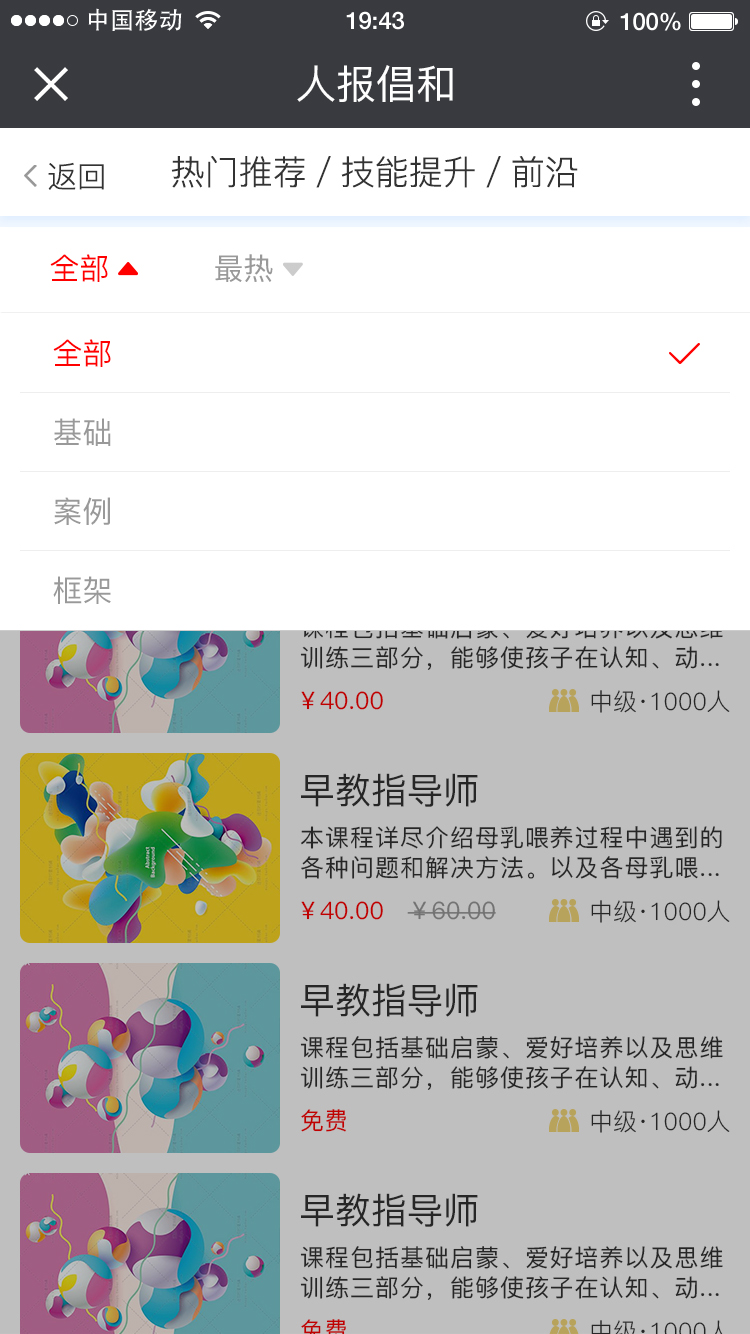 中国移动 19:43 100%
人报倡和
返回 热门推荐 / 技能提升 / 前沿
全部 最热
全部
基础
案例
框架
课程包括基础启蒙、爱好培养以及思维
训练三部分，能够使孩子在认知、动...
¥40.00 中级·1000人
早教指导师
本课程详尽介绍母乳喂养过程中遇到的
各种问题和解决方法。以及各母乳喂...
¥40.00 ¥60.00 中级·1000人
Abstract
Background
早教指导师
课程包括基础启蒙、爱好培养以及思维
训练三部分，能够使孩子在认知、动...
免费 中级·1000人
早教指导师
课程包括基础启蒙、爱好培养以及思维
训练三部分，能够使孩子在认知、动...
免费 中级·1000人